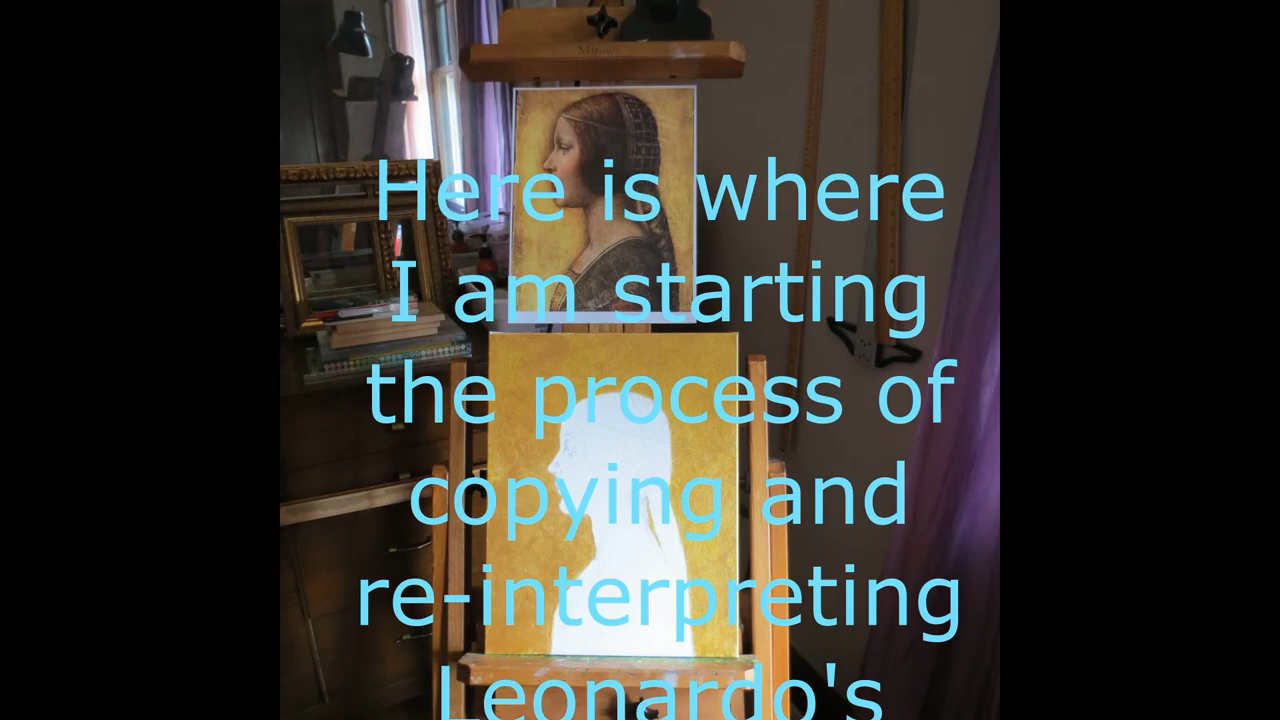 Here is where
I am starting
the process of
copying and
re-interpreting
Leonardo's